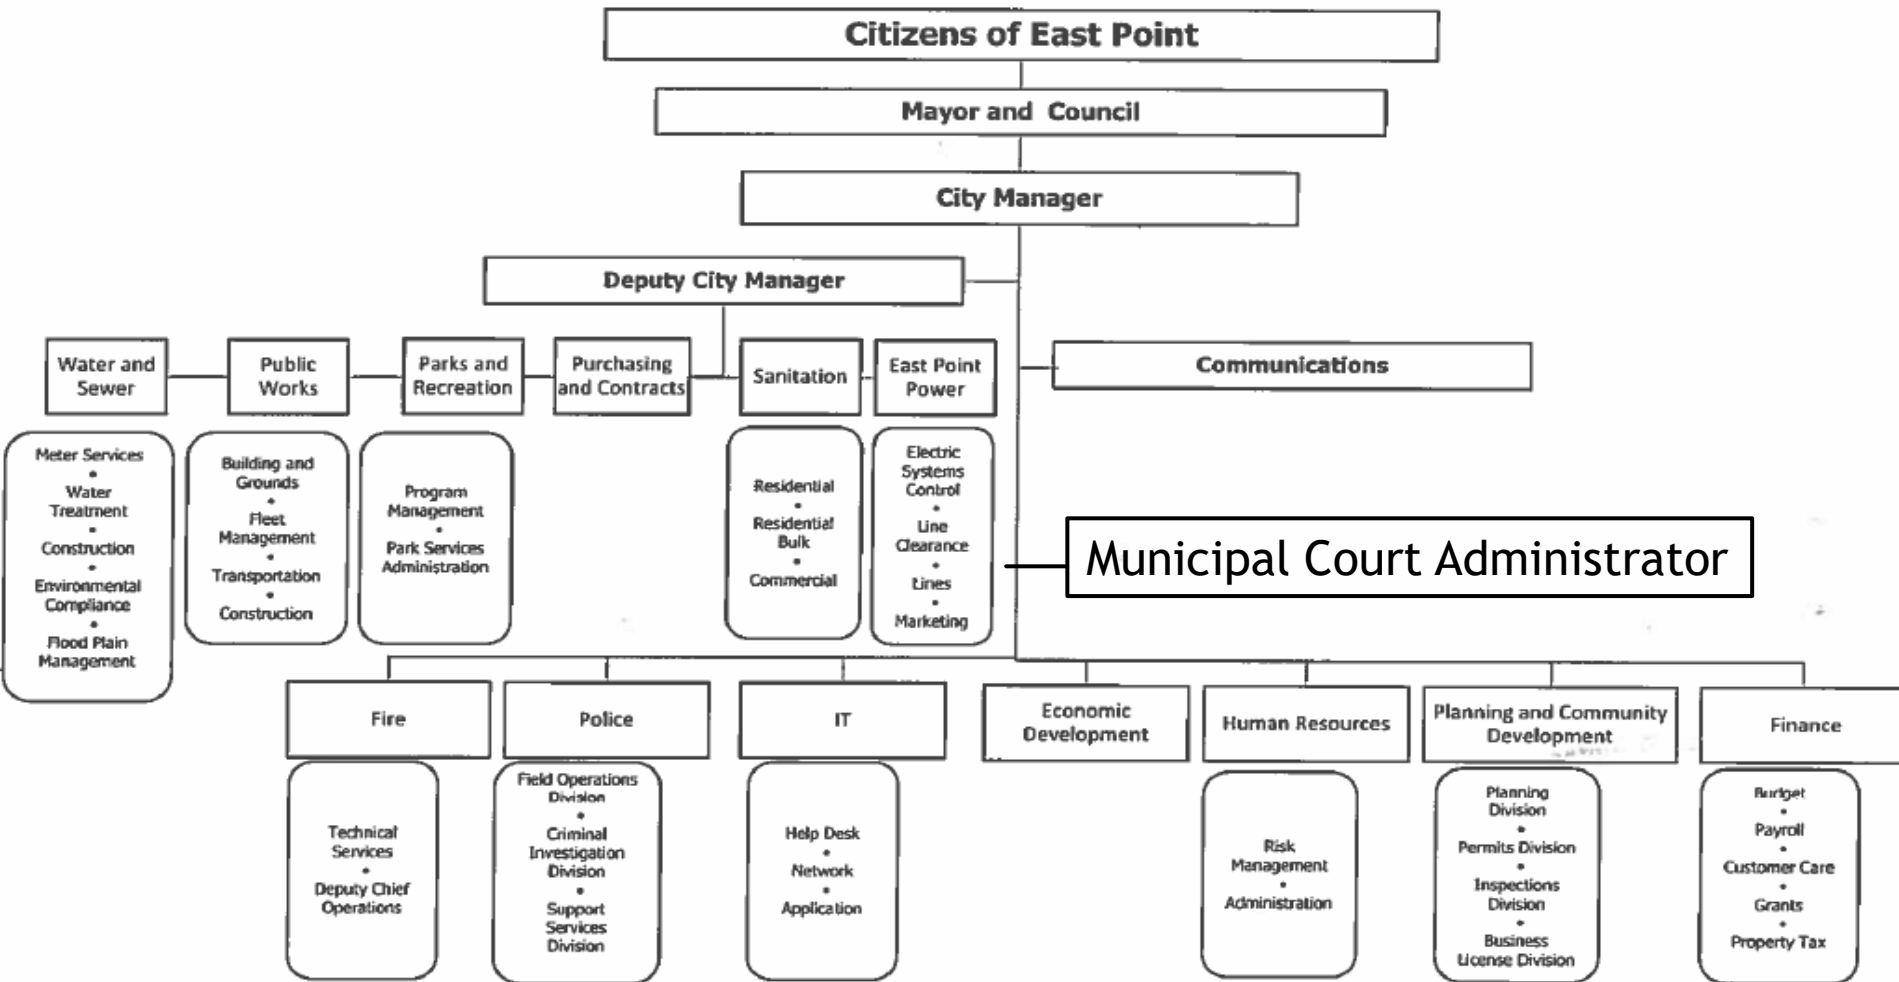 Citizens of East Point
Mayor and Council
City Manager
Deputy City Manager
Water and
Sewer
Public
Works
Parks and
Recreation
Purchasing
and Contracts
Sanitation
East Point
Power
Communications
Meter Services
•
Water
Treatment
•
Construction
•
Environmental
Compliance
•
Flood Plain
Management
Building and
Grounds
•
Fleet
Management
•
Transportation
•
Construction
Program
Management
•
Park Services
Administration
Residential
•
Residential
Bulk
•
Commercial
Electric
Systems
Control
•
Line
Clearance
•
Lines
•
Marketing
Municipal Court Administrator
Fire
Police
IT
Economic
Development
Human Resources
Planning and Community
Development
Finance
Technical
Services
•
Deputy Chief
Operations
Field Operations
Division
•
Criminal
Investigation
Division
•
Support
Services
Division
Help Desk
•
Network
•
Application
Risk
Management
•
Administration
Planning
Division
•
Permits Division
•
Inspections
Division
•
Business
License Division
Budget
•
Payroll
•
Customer Care
•
Grants
•
Property Tax